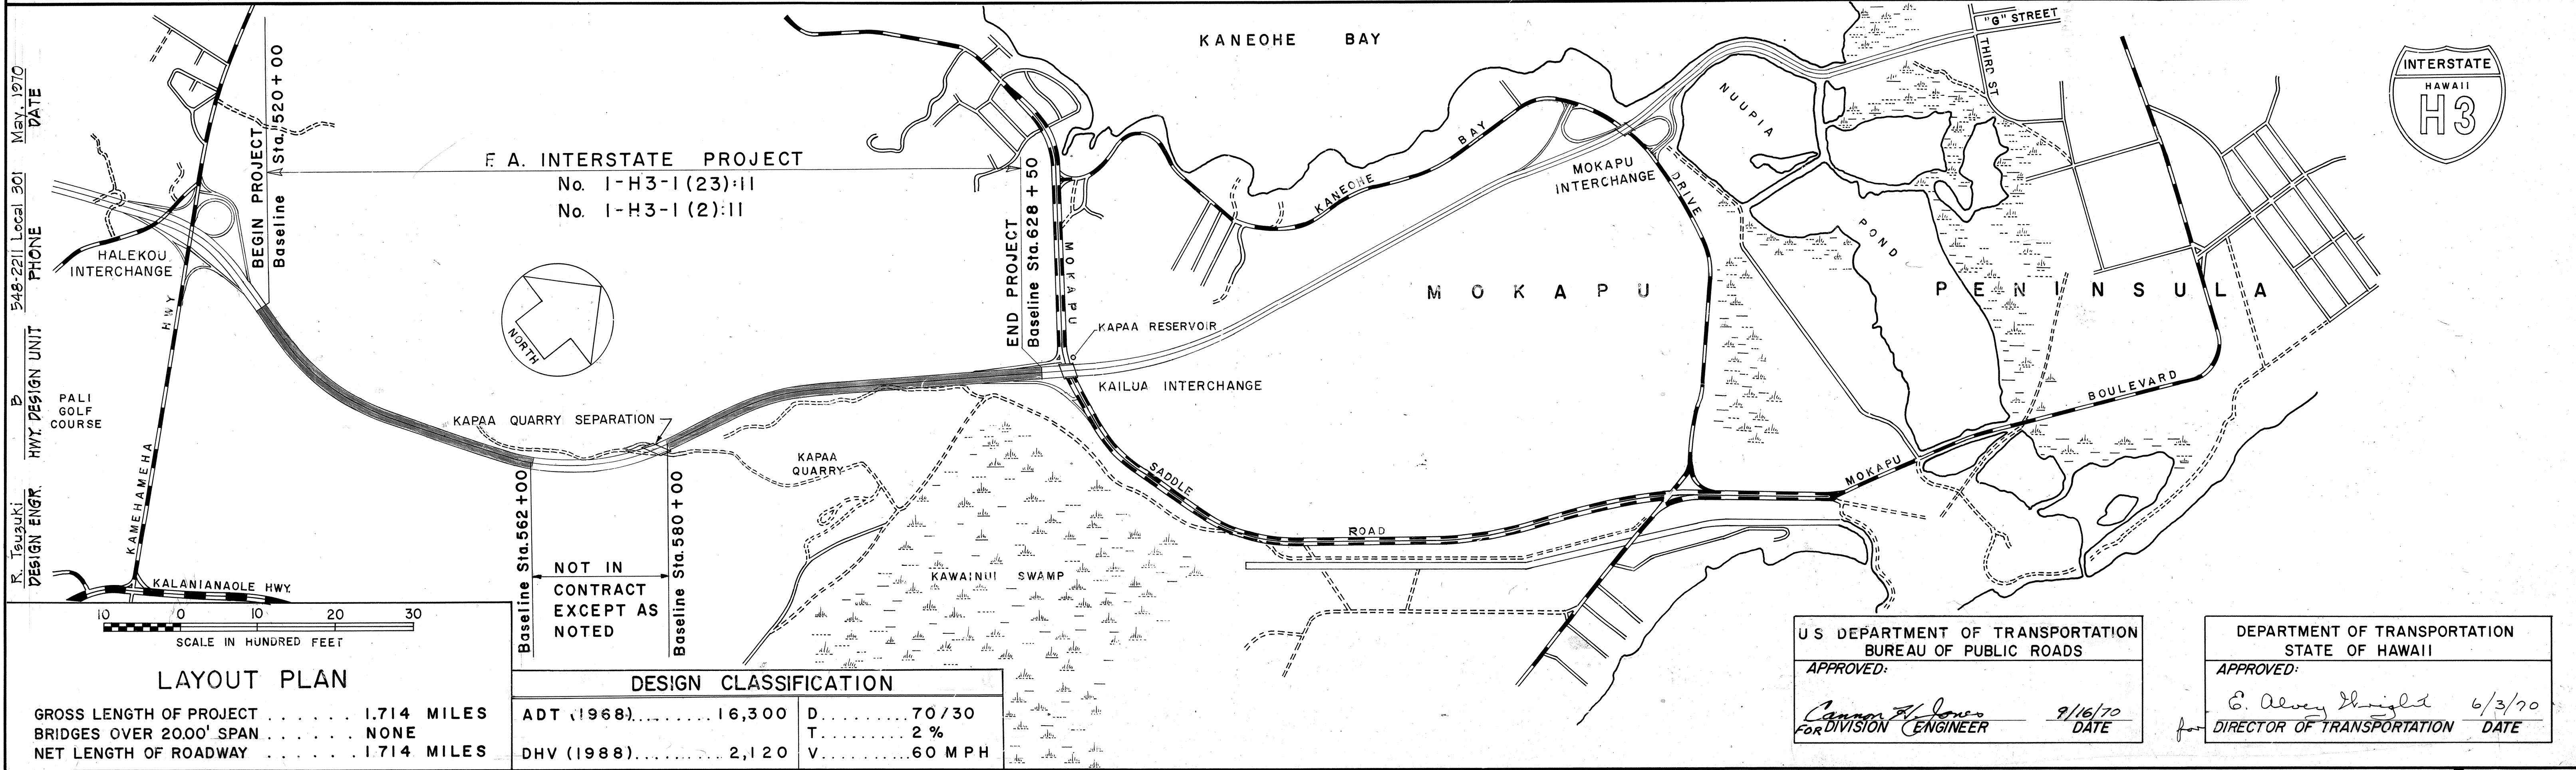 R. Tsuzuki
DESIGN ENGR.
B
HWY. DESIGN UNIT
548-2211 Local 301
PHONE
May, 1970
DATE
KANEOHE BAY
"G" STREET
THIRD ST
INTERSTATE
HAWAII
H3
BEGIN PROJECT
Baseline Sta. 520 + 00
F. A. INTERSTATE PROJECT
No. I-H3-1 (23):11
No. I-H3-1 (2):11
END PROJECT
Baseline Sta. 628 + 50
HALEKOU
INTERCHANGE
NORTH
MOKAPU
KANEOHE BAY
DRIVE
MOKAPU
INTERCHANGE
NUUPIA
POND
MOKAPU PENINSULA
KAPAA RESERVOIR
KAILUA INTERCHANGE
PALI
GOLF
COURSE
KAMEHAMEHA HWY
KALANIANAOLE HWY.
KAPAA QUARRY SEPARATION
KAPAA
QUARRY
SADDLE ROAD
MOKAPU BOULEVARD
Baseline Sta. 562 + 00
NOT IN
CONTRACT
EXCEPT AS
NOTED
Baseline Sta. 580 + 00
KAWAINUI SWAMP
10 0 10 20 30
SCALE IN HUNDRED FEET
LAYOUT PLAN
GROSS LENGTH OF PROJECT . . . . . . 1.714 MILES
BRIDGES OVER 20.00' SPAN . . . . . . NONE
NET LENGTH OF ROADWAY . . . . . . 1.714 MILES
DESIGN CLASSIFICATION
ADT (1968)......... 16,300
DHV (1988).......... 2,120
D......... 70/30
T......... 2 %
V.......... 60 MPH
US DEPARTMENT OF TRANSPORTATION
BUREAU OF PUBLIC ROADS
APPROVED:
Cannon H. Jones 9/16/70
FOR DIVISION ENGINEER DATE
DEPARTMENT OF TRANSPORTATION
STATE OF HAWAII
APPROVED:
E. Alvey Wright 6/3/70
for DIRECTOR OF TRANSPORTATION DATE